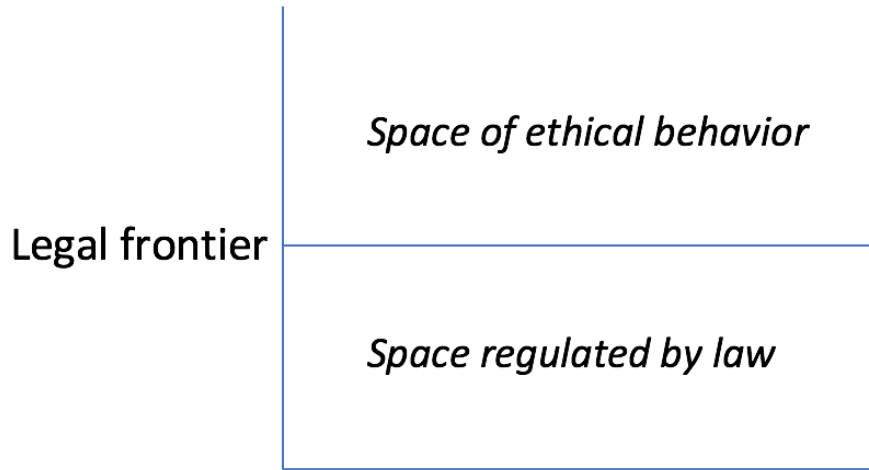 Space of ethical behavior
Legal frontier
Space regulated by law